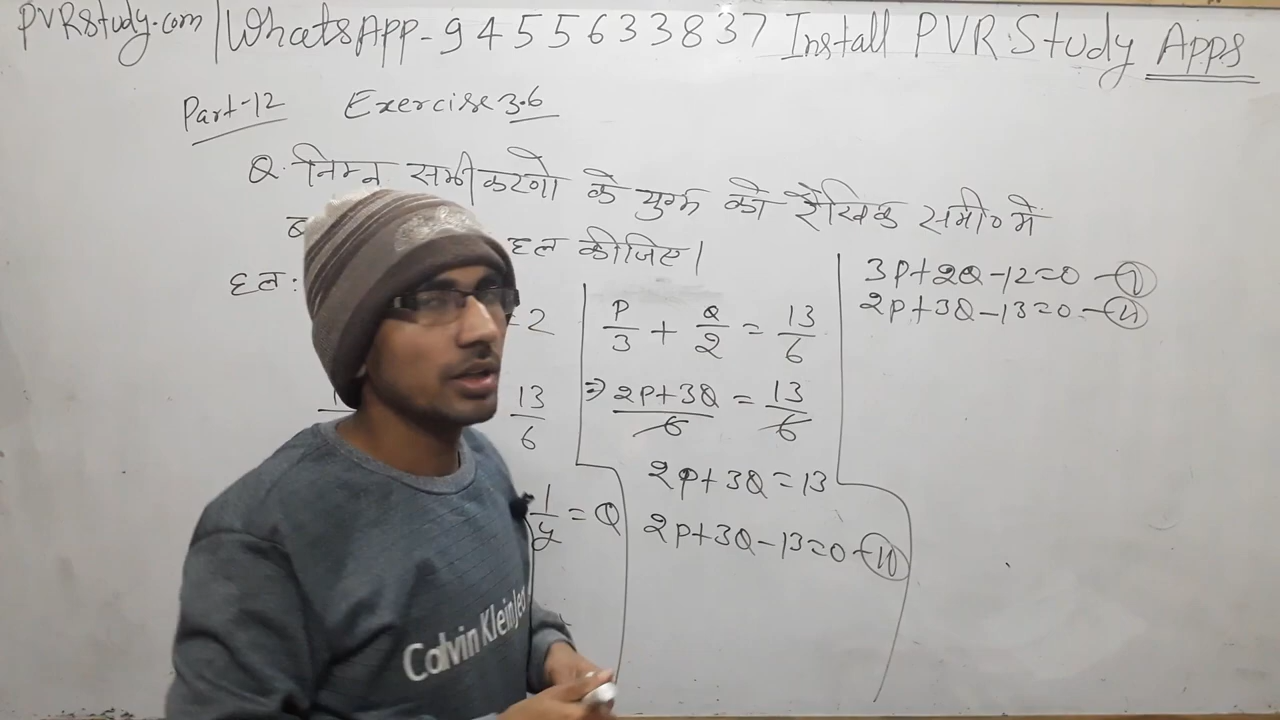 PVRStudy.com | WhatsApp-9455633837 Install PVR Study Apps
Part-12 Exercise 3.6
Q. निम्न समीकरणो के युग्म को रैखिक समी० में
हल कीजिए।
हल:
=2
13/6
1/y = Q
P/3 + Q/2 = 13/6
⇒ 2P+3Q/6 = 13/6
2P+3Q=13
2P+3Q-13=0 -(II)
3P+2Q-12=0 -(I)
2P+3Q-13=0 -(II)
Calvin Klein Jea